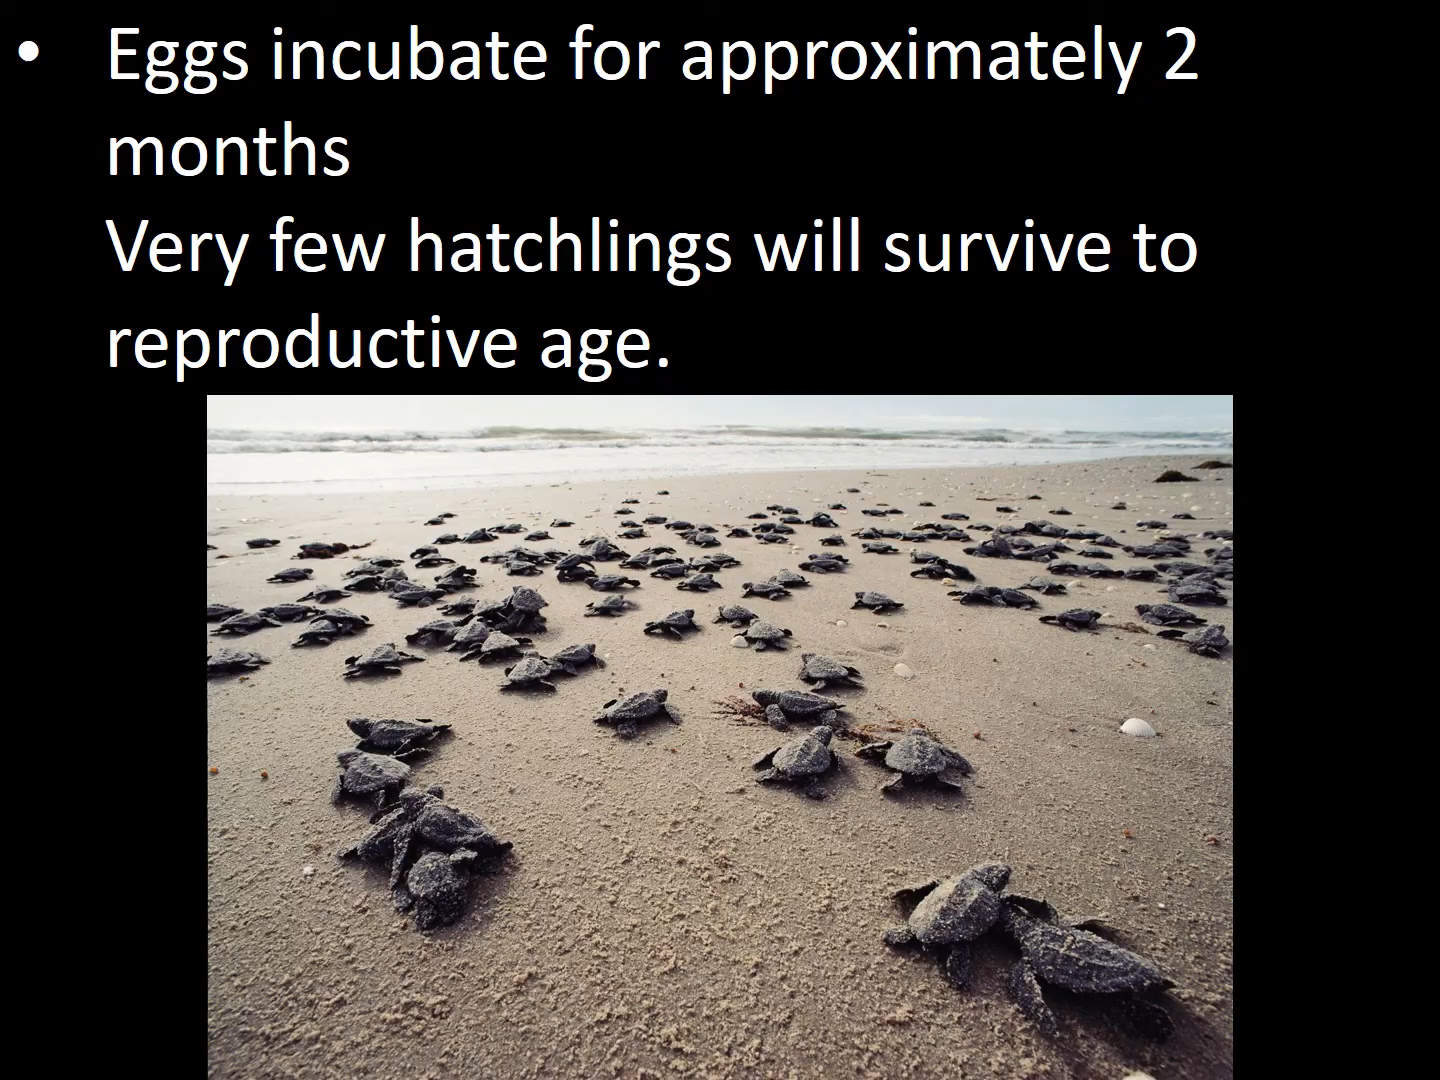 • Eggs incubate for approximately 2
months
Very few hatchlings will survive to
reproductive age.